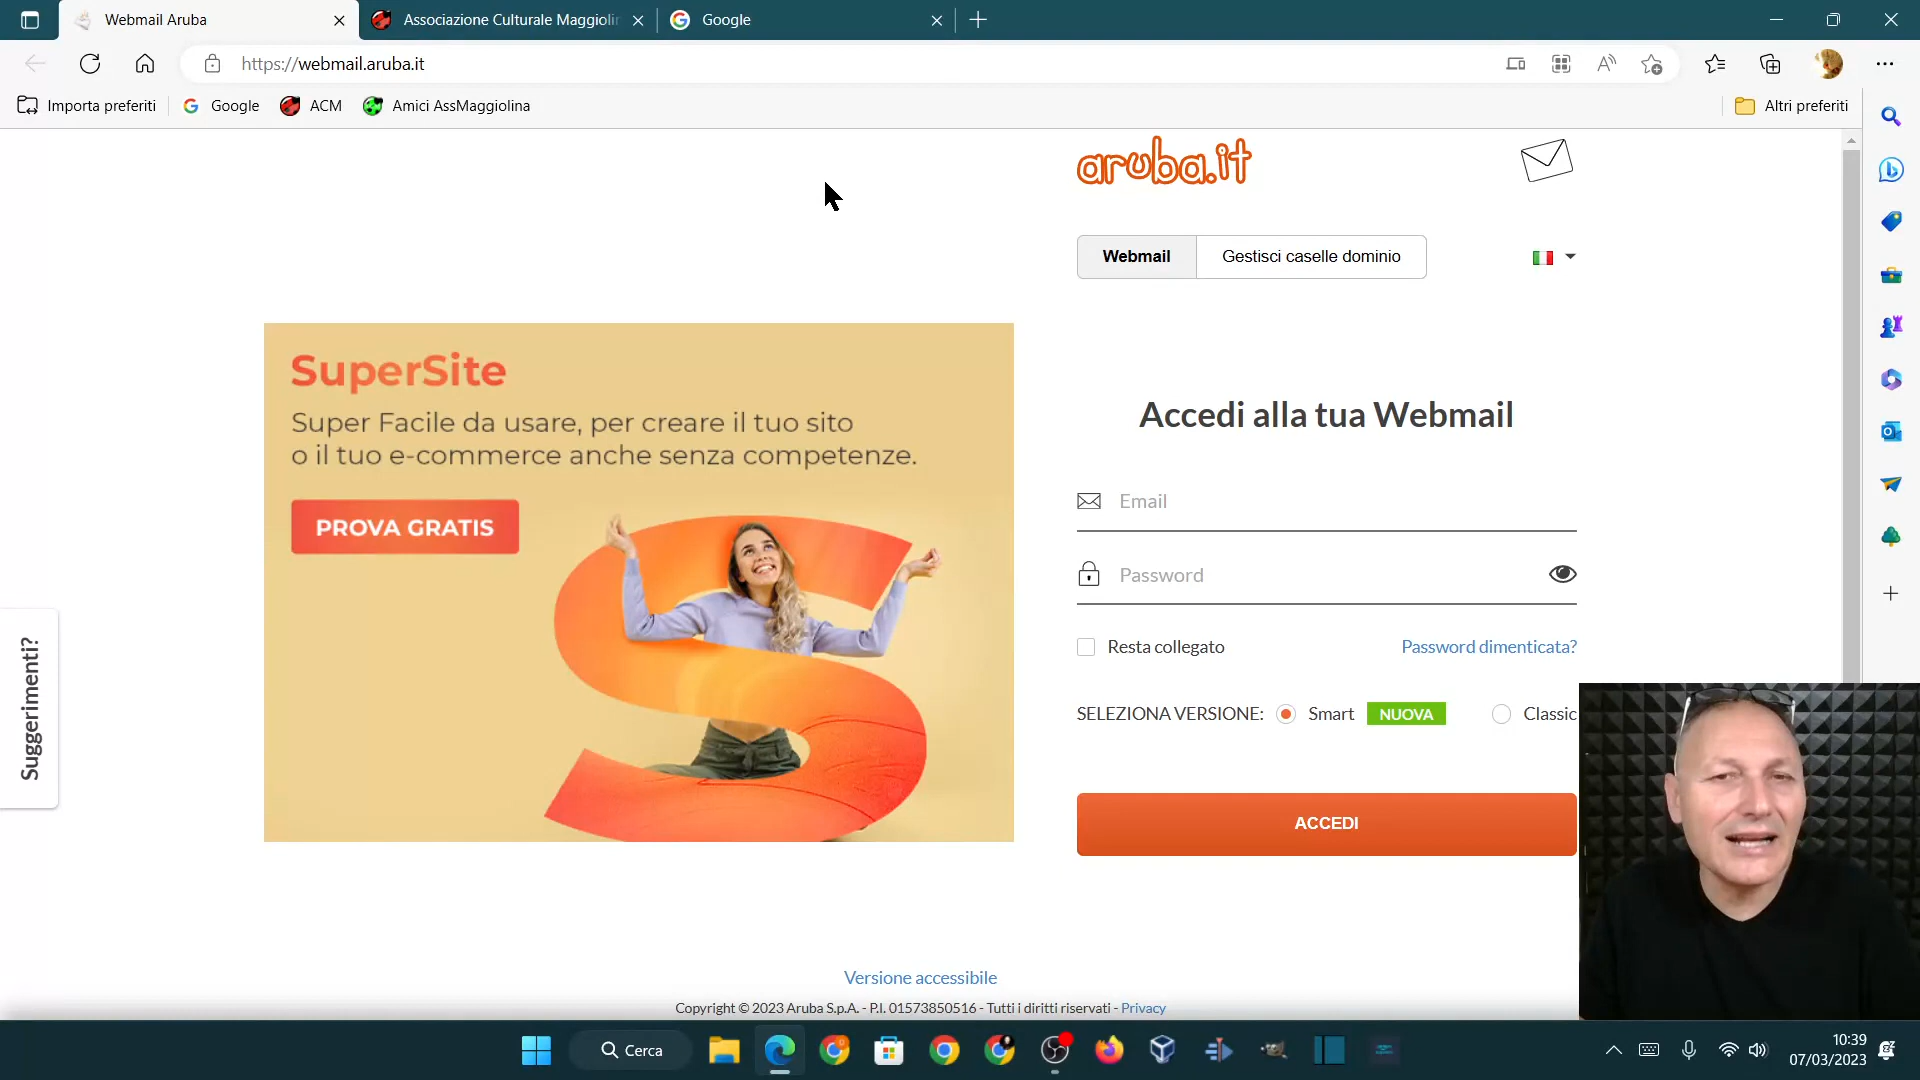 Webmail Aruba
Associazione Culturale Maggiolin
Google
https://webmail.aruba.it
Importa preferiti
Google
ACM
Amici AssMaggiolina
Altri preferiti
aruba.it
Webmail
Gestisci caselle dominio
SuperSite
Super Facile da usare, per creare il tuo sito
o il tuo e-commerce anche senza competenze.
PROVA GRATIS
Accedi alla tua Webmail
Email
Password
Resta collegato
Password dimenticata?
SELEZIONA VERSIONE:
Smart
NUOVA
Classic
ACCEDI
Suggerimenti?
Versione accessibile
Copyright © 2023 Aruba S.p.A. - P.I. 01573850516 - Tutti i diritti riservati - Privacy
Cerca
10:39
07/03/2023